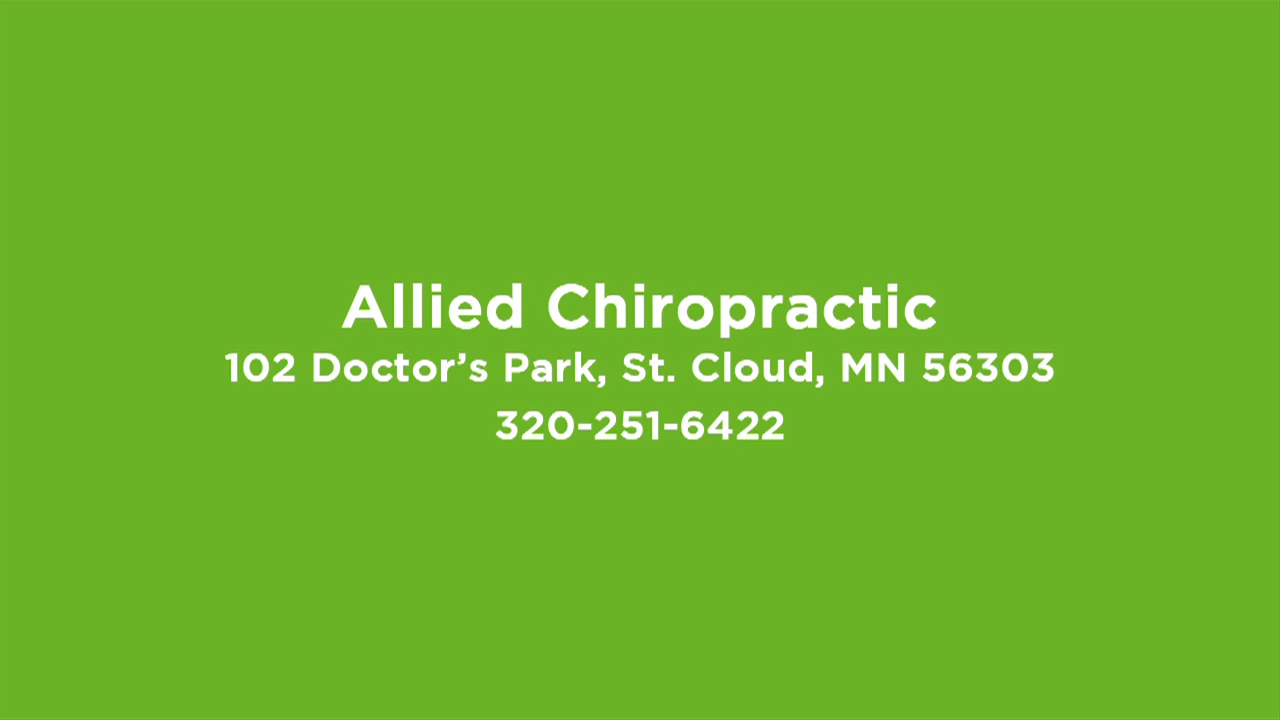 Allied Chiropractic
102 Doctor’s Park, St. Cloud, MN 56303
320-251-6422